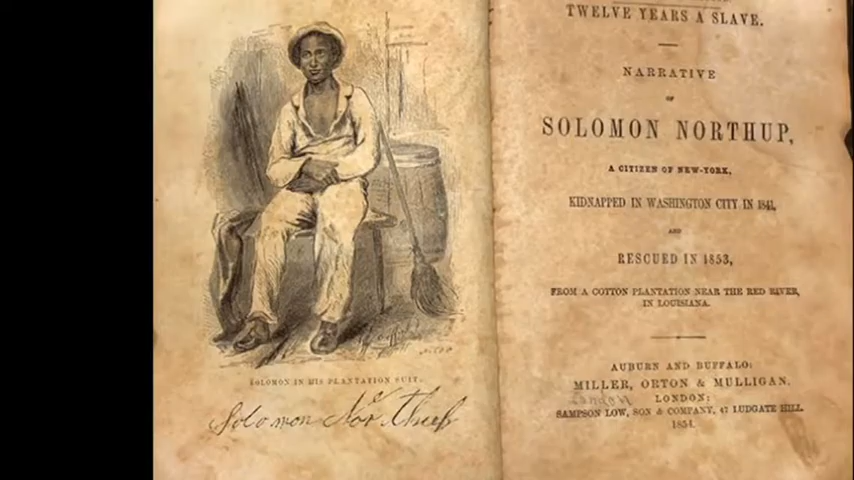 SOLOMON IN HIS PLANTATION SUIT.
Solomon Northup
TWELVE YEARS A SLAVE.
NARRATIVE
OF
SOLOMON NORTHUP,
A CITIZEN OF NEW-YORK,
KIDNAPPED IN WASHINGTON CITY IN 1841,
AND
RESCUED IN 1853,
FROM A COTTON PLANTATION NEAR THE RED RIVER,
IN LOUISIANA.
AUBURN AND BUFFALO:
MILLER, ORTON & MULLIGAN.
LONDON:
SAMPSON LOW, SON & COMPANY, 47 LUDGATE HILL.
1854.